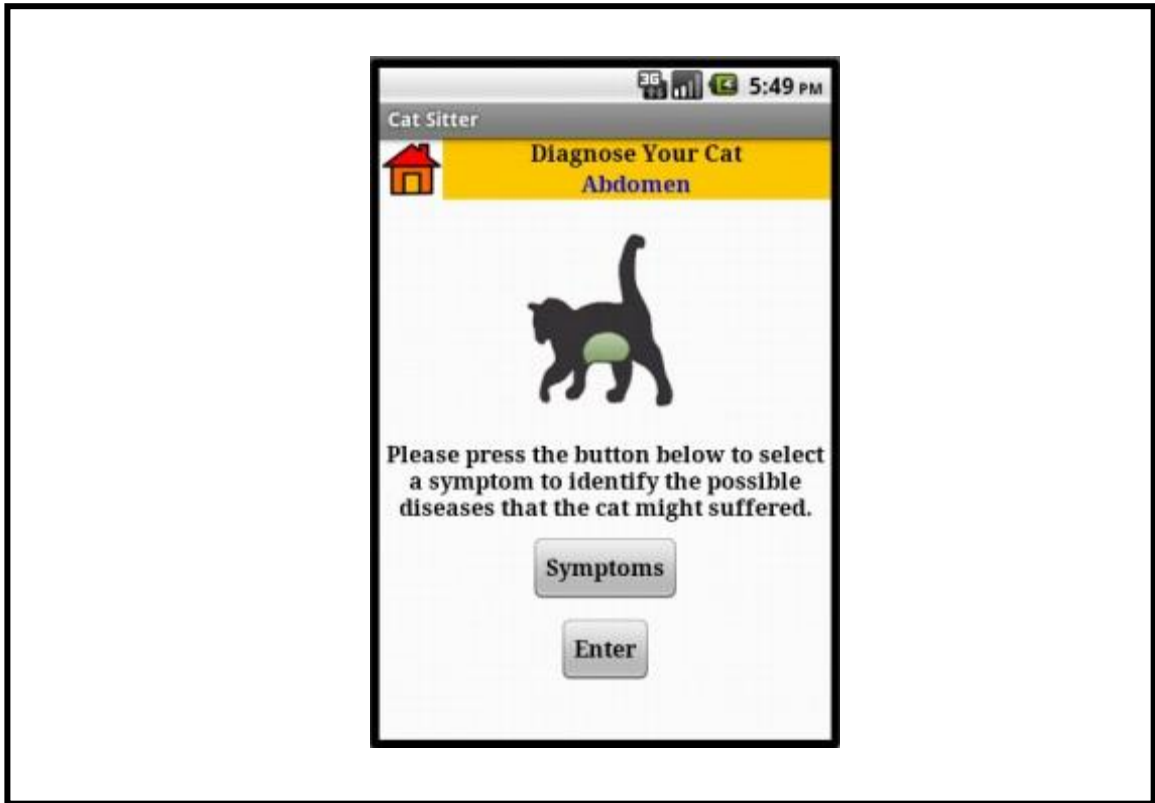 3G 5:49 PM
Cat Sitter
Diagnose Your Cat
Abdomen
Please press the button below to select
a symptom to identify the possible
diseases that the cat might suffered.
Symptoms
Enter